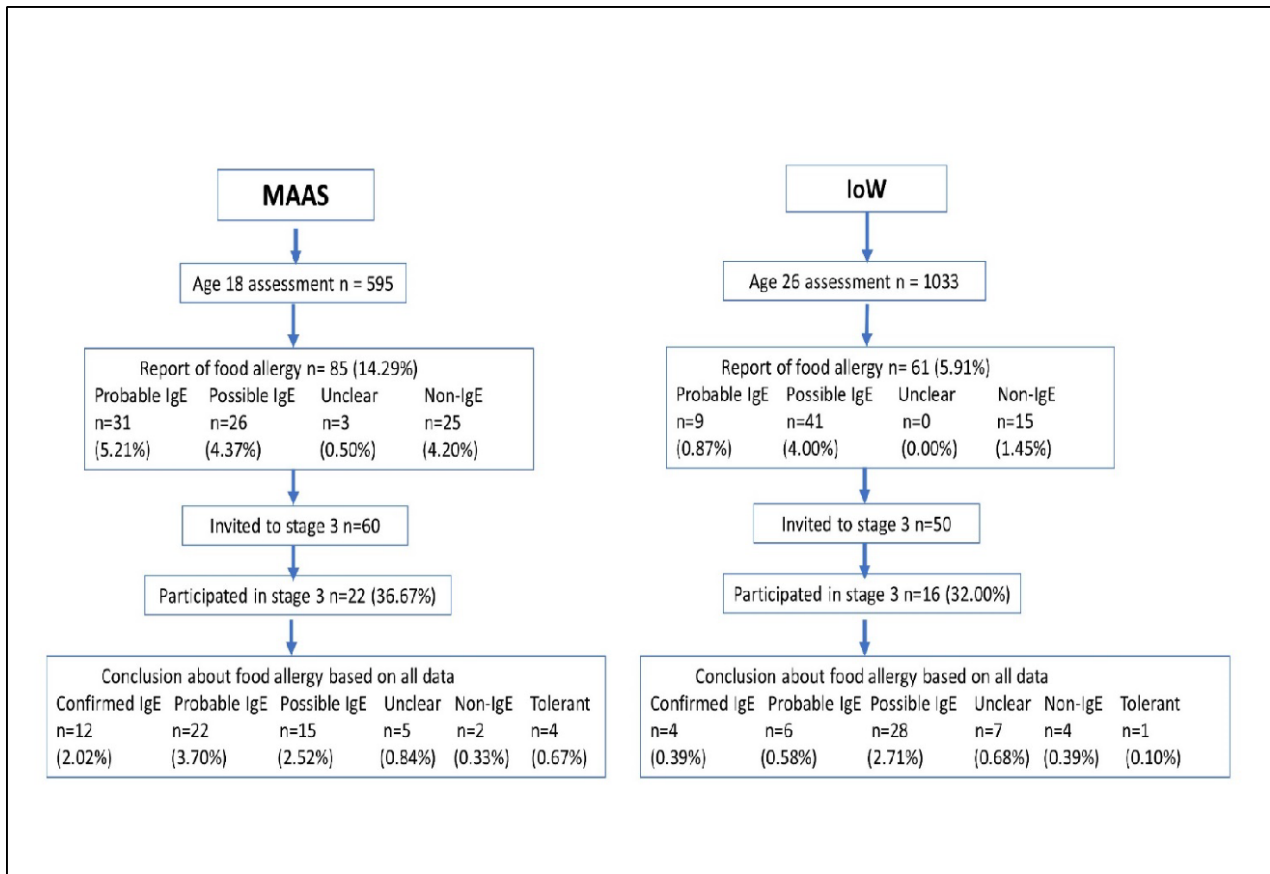 MAAS
Age 18 assessment n = 595
Report of food allergy n= 85 (14.29%)
Probable IgE Possible IgE Unclear Non-IgE
n=31 n=26 n=3 n=25
(5.21%) (4.37%) (0.50%) (4.20%)
Invited to stage 3 n=60
Participated in stage 3 n=22 (36.67%)
Conclusion about food allergy based on all data
Confirmed IgE Probable IgE Possible IgE Unclear Non-IgE Tolerant
n=12 n=22 n=15 n=5 n=2 n=4
(2.02%) (3.70%) (2.52%) (0.84%) (0.33%) (0.67%)
IoW
Age 26 assessment n = 1033
Report of food allergy n= 61 (5.91%)
Probable IgE Possible IgE Unclear Non-IgE
n=9 n=41 n=0 n=15
(0.87%) (4.00%) (0.00%) (1.45%)
Invited to stage 3 n=50
Participated in stage 3 n=16 (32.00%)
Conclusion about food allergy based on all data
Confirmed IgE Probable IgE Possible IgE Unclear Non-IgE Tolerant
n=4 n=6 n=28 n=7 n=4 n=1
(0.39%) (0.58%) (2.71%) (0.68%) (0.39%) (0.10%)